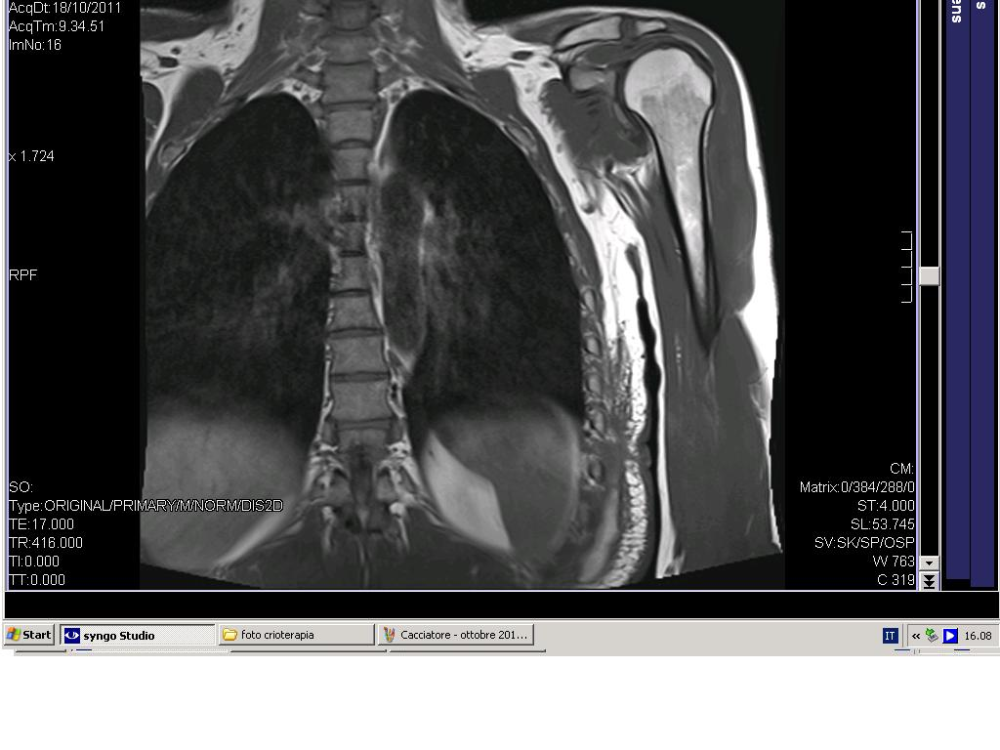 AcqDt:18/10/2011
AcqTm:9.34.51
ImNo:16
x 1.724
RPF
SO:
Type:ORIGINAL/PRIMARY/M/NORM/DIS2D
TE:17.000
TR:416.000
TI:0.000
TT:0.000
CM:
Matrix:0/384/288/0
ST:4.000
SL:53.745
SV:SK/SP/OSP
W 763
C 319
ens
s
Start
syngo Studio
foto crioterapia
Cacciatore - ottobre 201...
IT
«
16.08